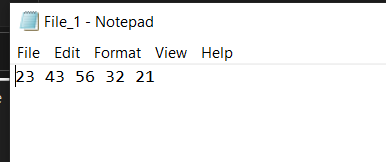 File_1 - Notepad
File Edit Format View Help
23 43 56 32 21